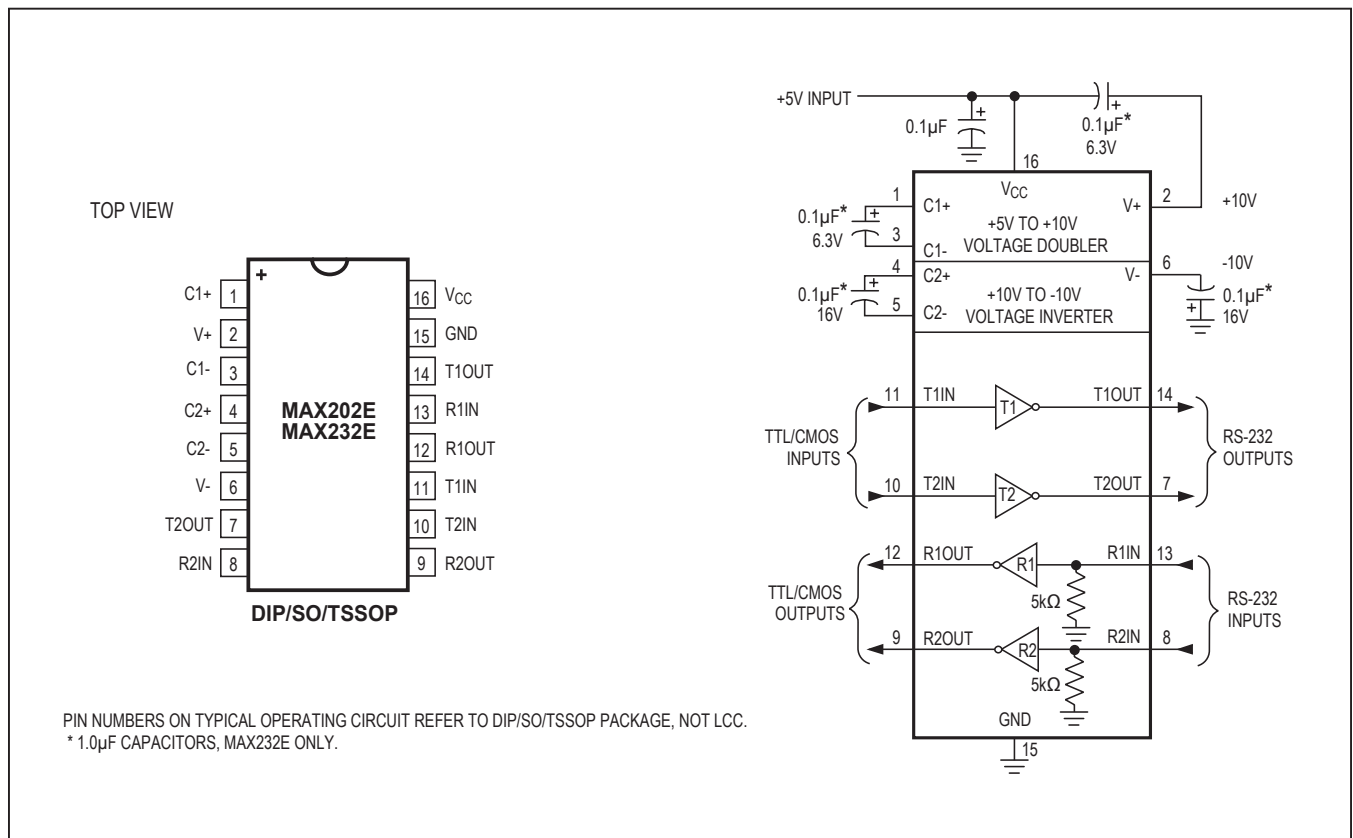 TOP VIEW
+
C1+ 1
V+ 2
C1- 3
C2+ 4
C2- 5
V- 6
T2OUT 7
R2IN 8
16 VCC
15 GND
14 T1OUT
13 R1IN
12 R1OUT
11 T1IN
10 T2IN
9 R2OUT
MAX202E
MAX232E
DIP/SO/TSSOP
+5V INPUT
0.1µF
+
0.1µF*
6.3V
+
16
VCC
1
C1+
0.1µF*
6.3V
+
3
C1-
+5V TO +10V
VOLTAGE DOUBLER
V+
2
+10V
4
C2+
0.1µF*
16V
+
5
C2-
+10V TO -10V
VOLTAGE INVERTER
V-
6
-10V
0.1µF*
16V
+
TTL/CMOS
INPUTS
11 T1IN T1 T1OUT 14
10 T2IN T2 T2OUT 7
RS-232
OUTPUTS
TTL/CMOS
OUTPUTS
12 R1OUT R1 R1IN 13
5kΩ
9 R2OUT R2 R2IN 8
5kΩ
RS-232
INPUTS
GND
15
PIN NUMBERS ON TYPICAL OPERATING CIRCUIT REFER TO DIP/SO/TSSOP PACKAGE, NOT LCC.
* 1.0µF CAPACITORS, MAX232E ONLY.